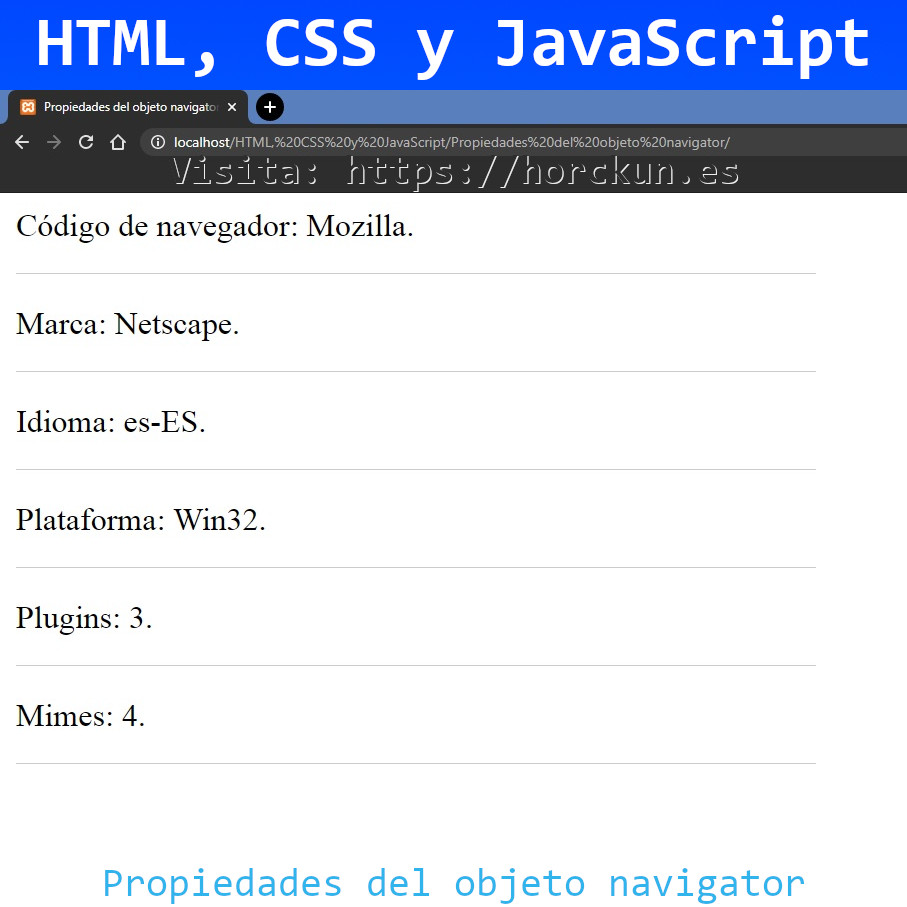 HTML, CSS y JavaScript
Propiedades del objeto navigato
localhost/HTML,%20CSS%20y%20JavaScript/Propiedades%20del%20objeto%20navigator/
Visita: https://horckun.es
Código de navegador: Mozilla.
Marca: Netscape.
Idioma: es-ES.
Plataforma: Win32.
Plugins: 3.
Mimes: 4.
Propiedades del objeto navigator